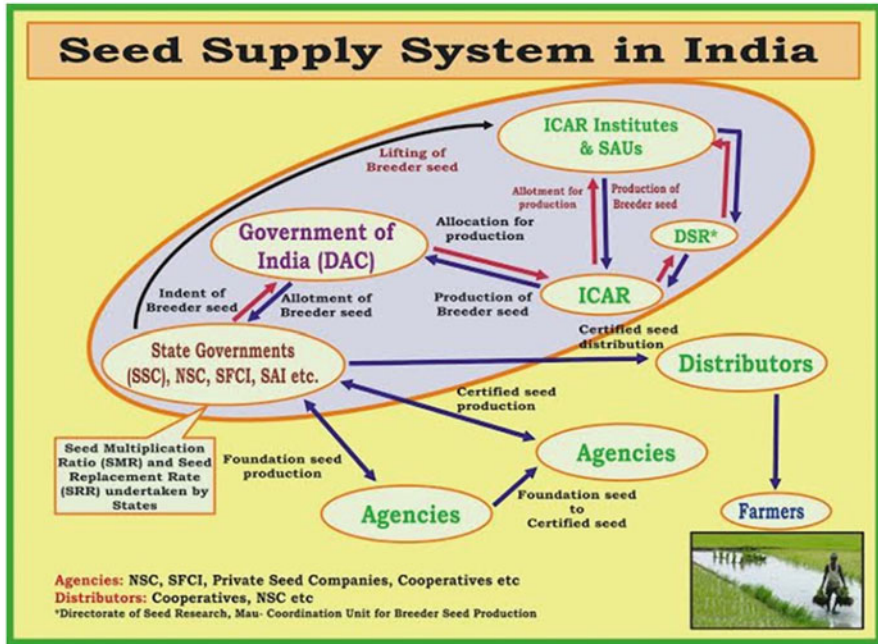 Seed Supply System in India
ICAR Institutes
& SAUs
Lifting of
Breeder seed
Allotment for
production
Production of
Breeder seed
Government of
India (DAC)
Allocation for
production
DSR*
Indent of
Breeder seed
Allotment of
Breeder seed
Production of
Breeder seed
ICAR
State Governments
(SSC), NSC, SFCI, SAI etc.
Certified seed
distribution
Distributors
Certified seed
production
Seed Multiplication
Ratio (SMR) and Seed
Replacement Rate
(SRR) undertaken by
States
Foundation seed
production
Agencies
Agencies
Foundation seed
to
Certified seed
Farmers
Agencies: NSC, SFCI, Private Seed Companies, Cooperatives etc
Distributors: Cooperatives, NSC etc
*Directorate of Seed Research, Mau- Coordination Unit for Breeder Seed Production